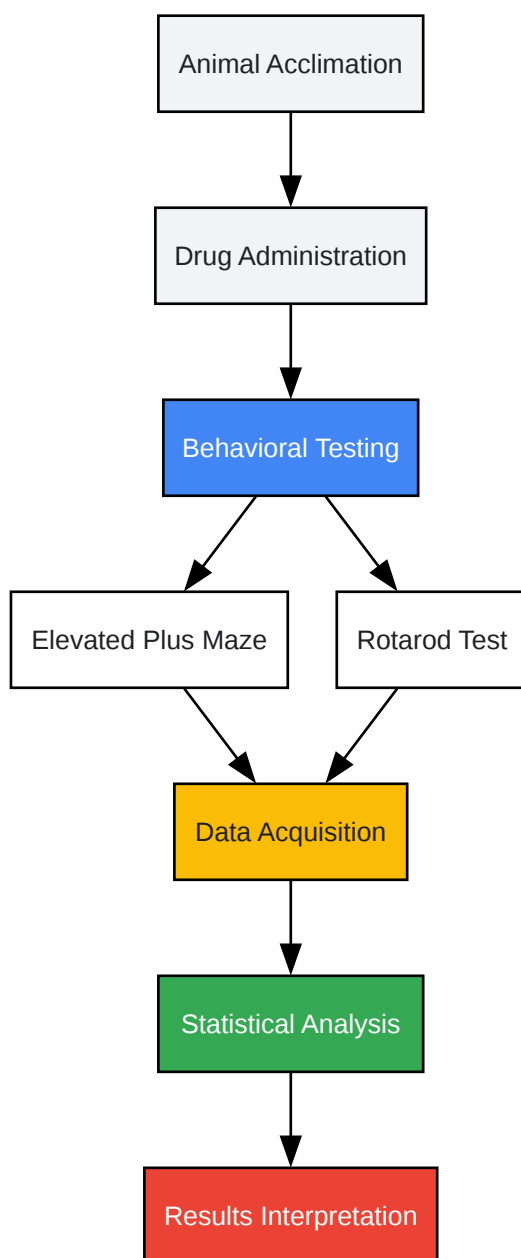 Animal Acclimation
Drug Administration
Behavioral Testing
Elevated Plus Maze
Rotarod Test
Data Acquisition
Statistical Analysis
Results Interpretation